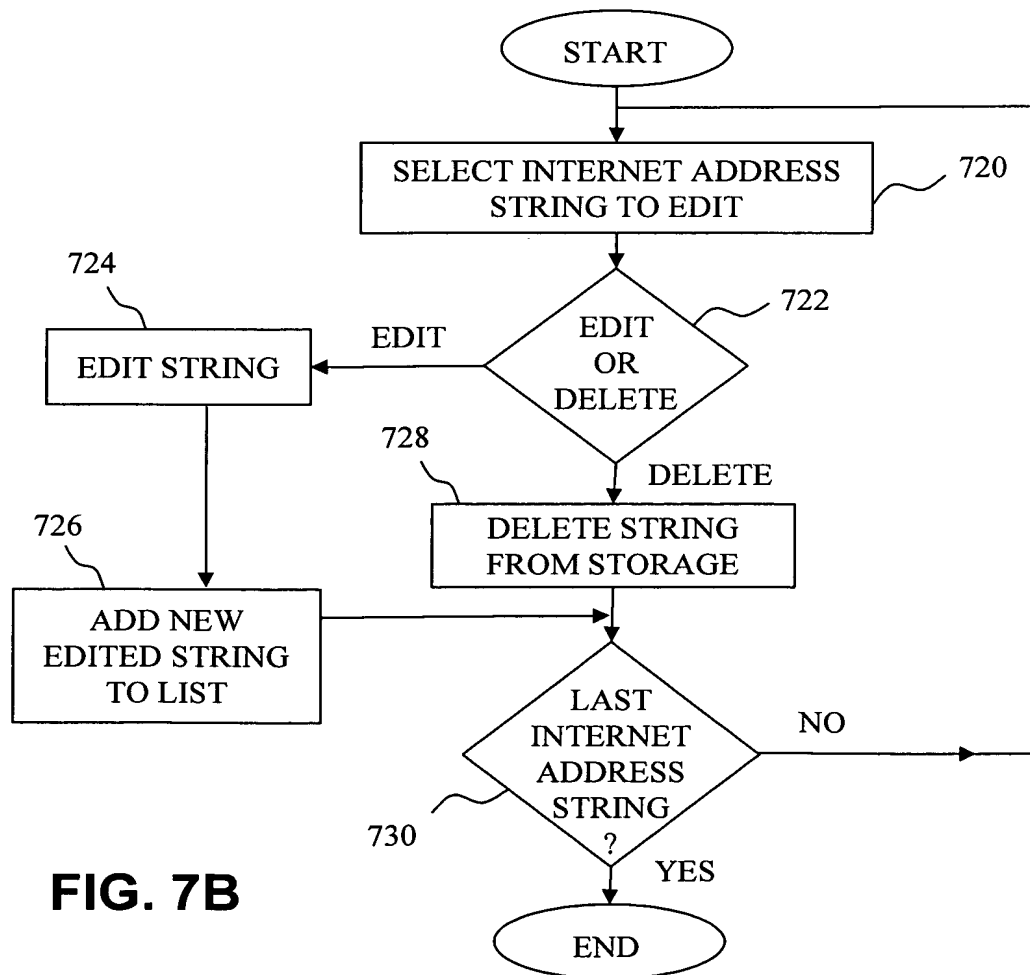 START
SELECT INTERNET ADDRESS
STRING TO EDIT
720
724
722
EDIT
EDIT
OR
DELETE
EDIT STRING
728
DELETE
DELETE STRING
FROM STORAGE
726
ADD NEW
EDITED STRING
TO LIST
LAST
INTERNET
ADDRESS
STRING
?
NO
730
YES
FIG. 7B
END